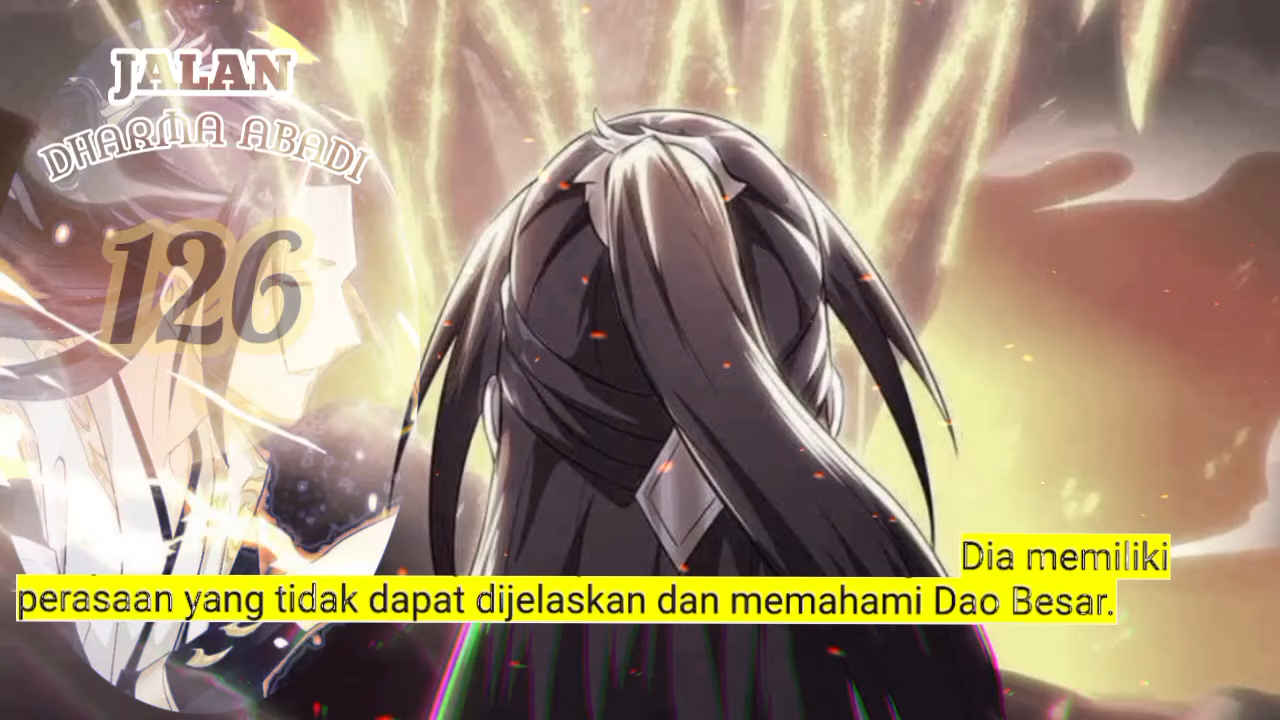 JALAN
DHARMA ABADI
126
Dia memiliki
perasaan yang tidak dapat dijelaskan dan memahami Dao Besar.